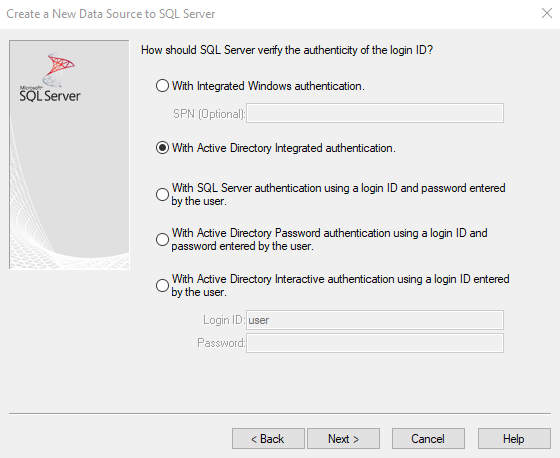 Create a New Data Source to SQL Server
Microsoft
SQL Server
How should SQL Server verify the authenticity of the login ID?
With Integrated Windows authentication.
SPN (Optional):
With Active Directory Integrated authentication.
With SQL Server authentication using a login ID and password entered
by the user.
With Active Directory Password authentication using a login ID and
password entered by the user.
With Active Directory Interactive authentication using a login ID entered
by the user.
Login ID: user
Password:
< Back Next > Cancel Help